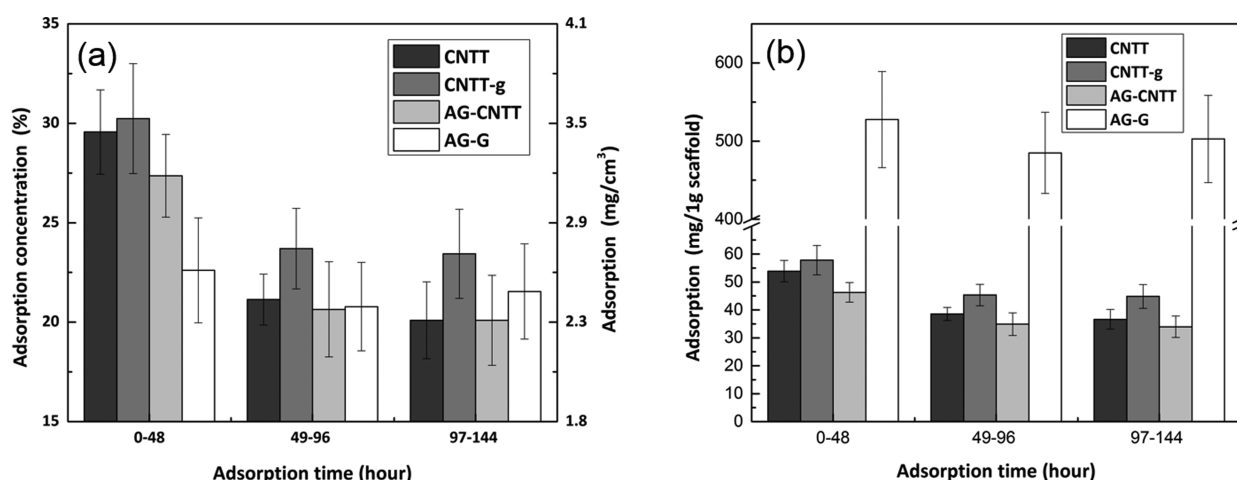 (a)
CNTT
CNTT-g
AG-CNTT
AG-G
35
30
25
20
15
Adsorption concentration (%)
4.1
3.5
2.9
2.3
1.8
Adsorption (mg/cm³)
0-48
49-96
97-144
Adsorption time (hour)
(b)
CNTT
CNTT-g
AG-CNTT
AG-G
600
500
400
60
50
40
30
20
10
0
Adsorption (mg/1g scaffold)
0-48
49-96
97-144
Adsorption time (hour)